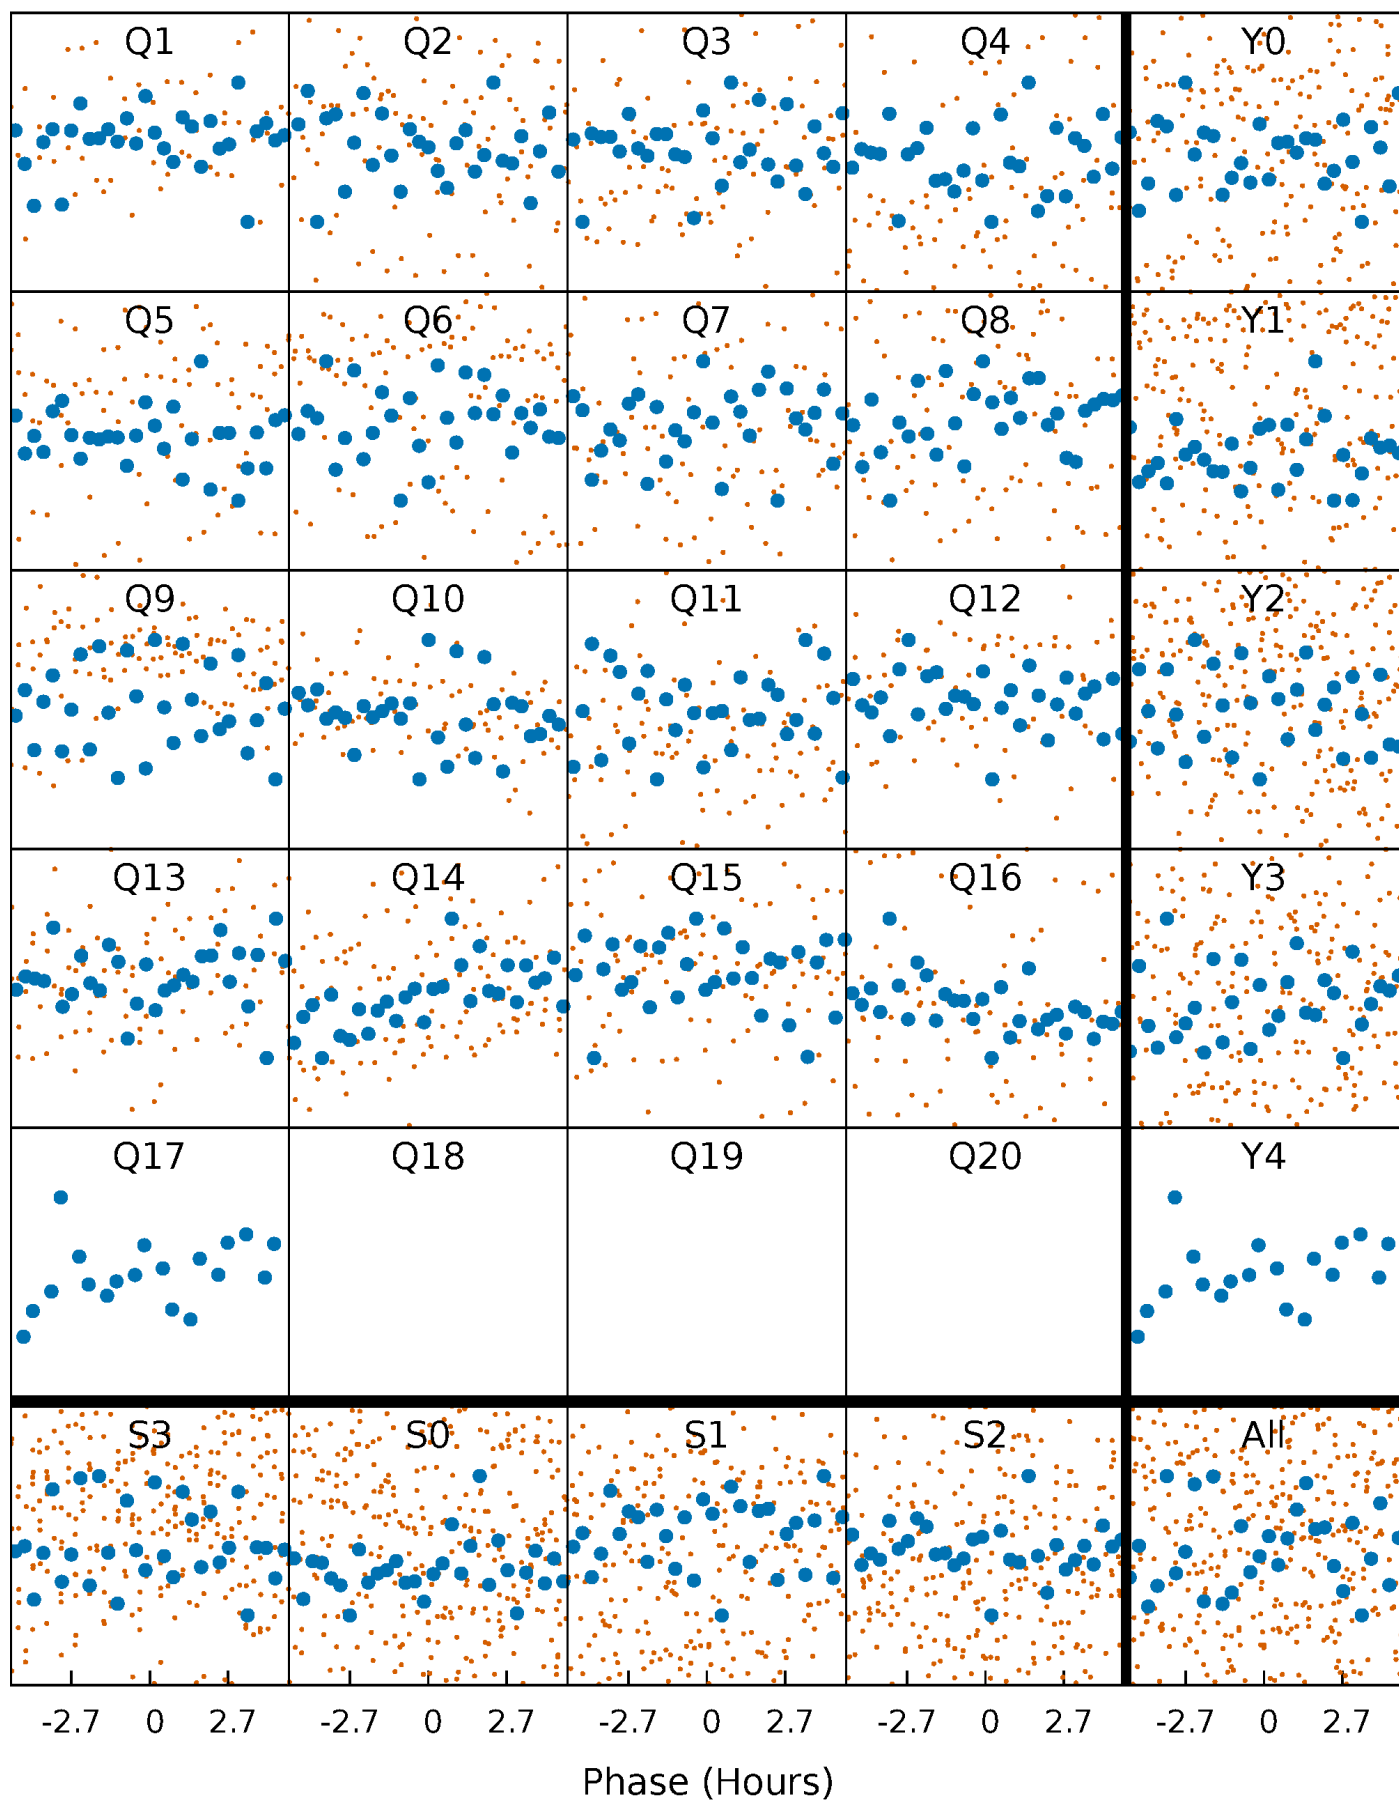 Q1 Q2 Q3 Q4 Y0
Q5 Q6 Q7 Q8 Y1
Q9 Q10 Q11 Q12 Y2
Q13 Q14 Q15 Q16 Y3
Q17 Q18 Q19 Q20 Y4
S3 S0 S1 S2 All
-2.7 0 2.7 -2.7 0 2.7 -2.7 0 2.7 -2.7 0 2.7 -2.7 0 2.7
Phase (Hours)